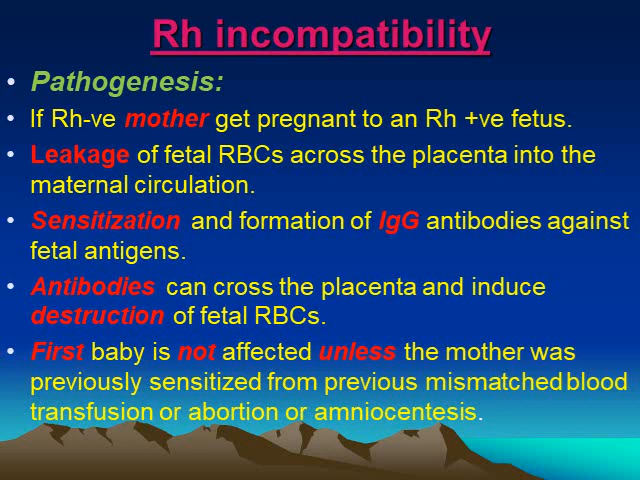 Rh incompatibility
• Pathogenesis:
• If Rh-ve mother get pregnant to an Rh +ve fetus.
• Leakage of fetal RBCs across the placenta into the
maternal circulation.
• Sensitization and formation of IgG antibodies against
fetal antigens.
• Antibodies can cross the placenta and induce
destruction of fetal RBCs.
• First baby is not affected unless the mother was
previously sensitized from previous mismatched blood
transfusion or abortion or amniocentesis.